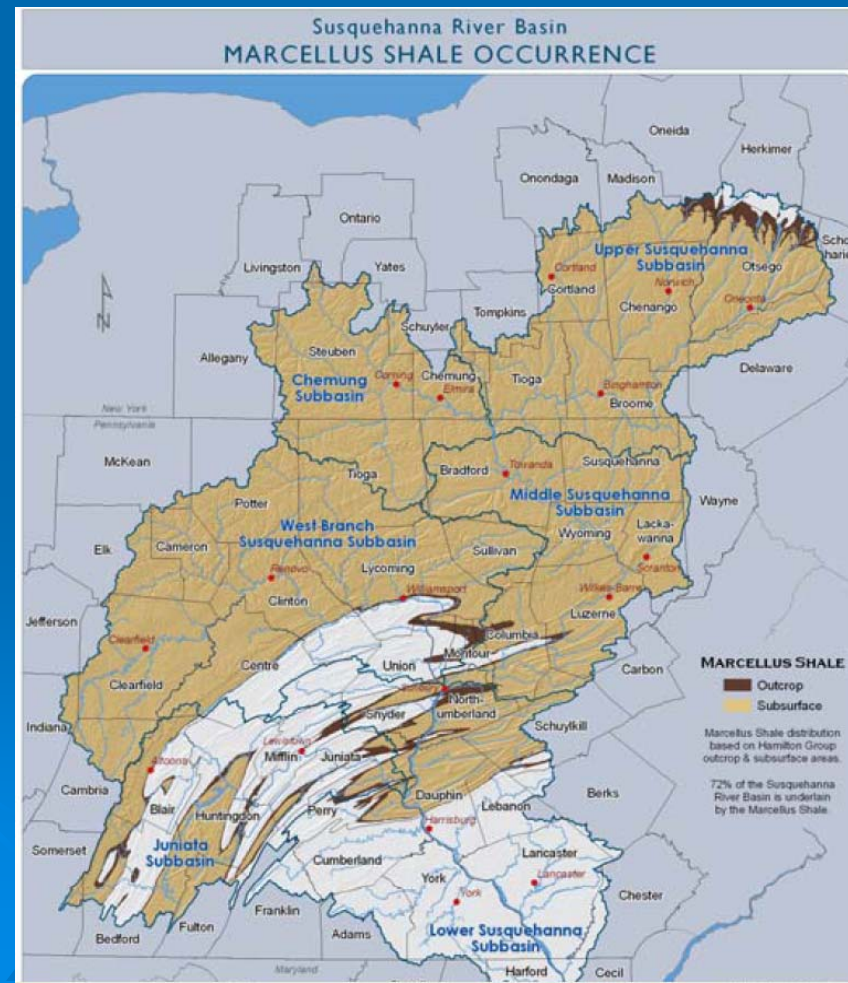 Susquehanna River Basin
MARCELLUS SHALE OCCURRENCE
Oneida
Herkimer
Onondaga
Madison
Ontario
Scho
harie
Upper Susquehanna
Subbasin
Otsego
Livingston
Yates
Cortland
Cortland
Norwich
Chenango
Oneonta
Tompkins
Schuyler
Steuben
Allegany
Chemung
Subbasin
Corning
Chemung
Elmira
Tioga
Binghamton
Broome
Delaware
New York
Pennsylvania
McKean
Bradford
Towanda
Susquehanna
Tioga
Potter
Middle Susquehanna
Subbasin
Wayne
West Branch
Susquehanna Subbasin
Wyoming
Lacka-
wanna
Elk
Cameron
Sullivan
Lycoming
Scranton
Renovo
Clinton
Williamsport
Wilkes-Barre
Luzerne
Jefferson
Clearfield
Columbia
Montour
Centre
Union
Carbon
Clearfield
MARCELLUS SHALE
Outcrop
Subsurface
Sunbury
North-
umberland
Indiana
Snyder
Schuylkill
Marcellus Shale distribution
based on Hamilton Group
outcrop & subsurface areas.
Lewistown
Mifflin
Juniata
Altoona
72% of the Susquehanna
River Basin is underlain
by the Marcellus Shale.
Cambria
Blair
Dauphin
Berks
Huntingdon
Perry
Lebanon
Harrisburg
Somerset
Juniata
Subbasin
Cumberland
Lancaster
York
Lancaster
York
Chester
Franklin
Fulton
Adams
Lower Susquehanna
Subbasin
Bedford
Maryland
Harford
Cecil